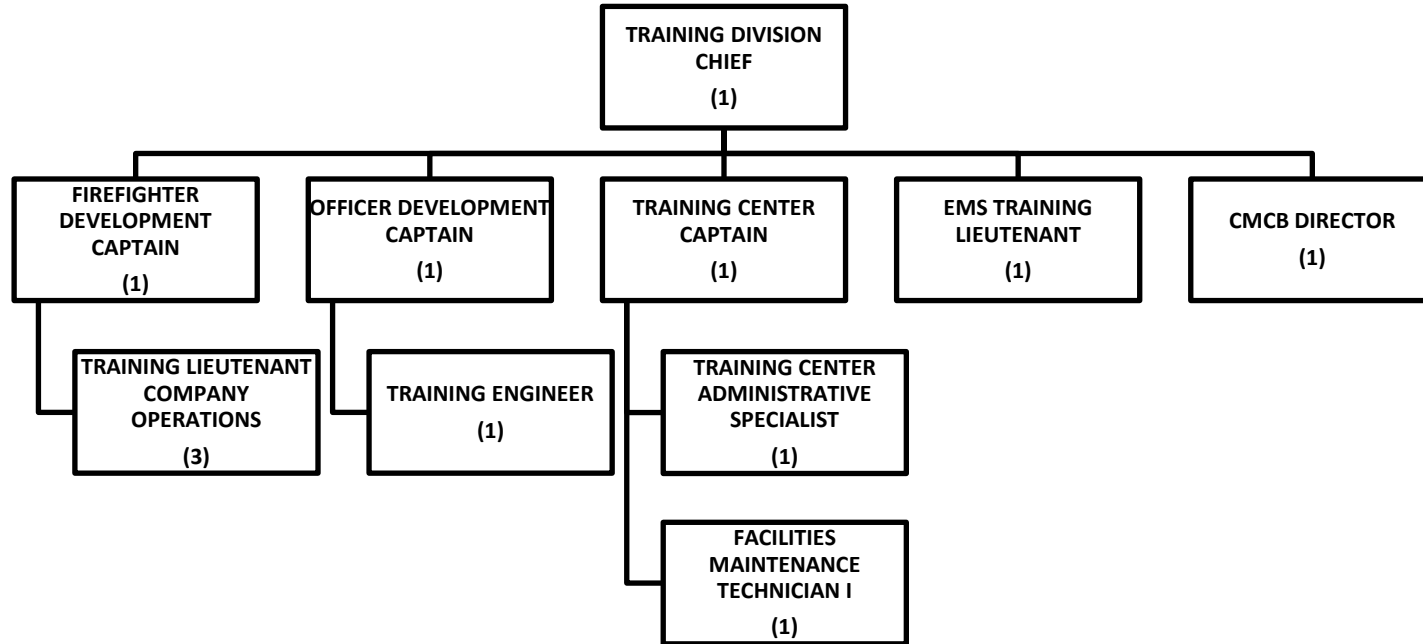 TRAINING DIVISION
CHIEF
(1)
FIREFIGHTER
DEVELOPMENT
CAPTAIN
(1)
OFFICER DEVELOPMENT
CAPTAIN
(1)
TRAINING CENTER
CAPTAIN
(1)
EMS TRAINING
LIEUTENANT
(1)
CMCB DIRECTOR
(1)
TRAINING LIEUTENANT
COMPANY
OPERATIONS
(3)
TRAINING ENGINEER
(1)
TRAINING CENTER
ADMINISTRATIVE
SPECIALIST
(1)
FACILITIES
MAINTENANCE
TECHNICIAN I
(1)